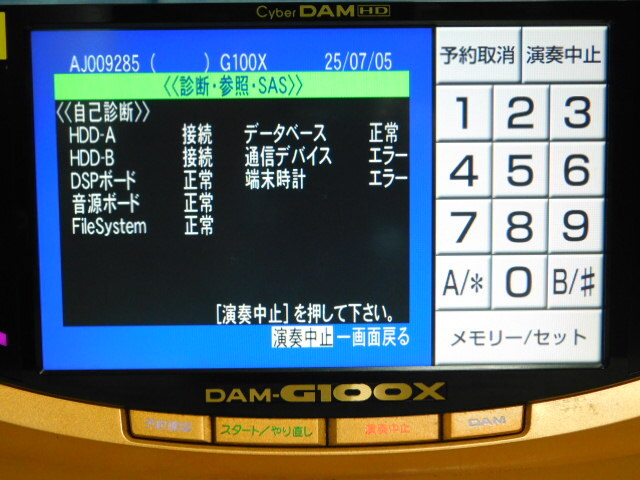 Cyber DAM HD
AJ009285 (      ) G100X 25/07/05
《診断・参照・SAS》
《自己診断》
HDD-A 接続 データベース 正常
HDD-B 接続 通信デバイス エラー
DSPボード 正常 端末時計 エラー
音源ボード 正常
FileSystem 正常
[演奏中止]を押して下さい。
演奏中止 一画面戻る
予約取消 演奏中止
1 2 3
4 5 6
7 8 9
A/* 0 B/♯
メモリー/セット
DAM-G100X
予約確認 スタート/やり直し 演奏中止 DAM